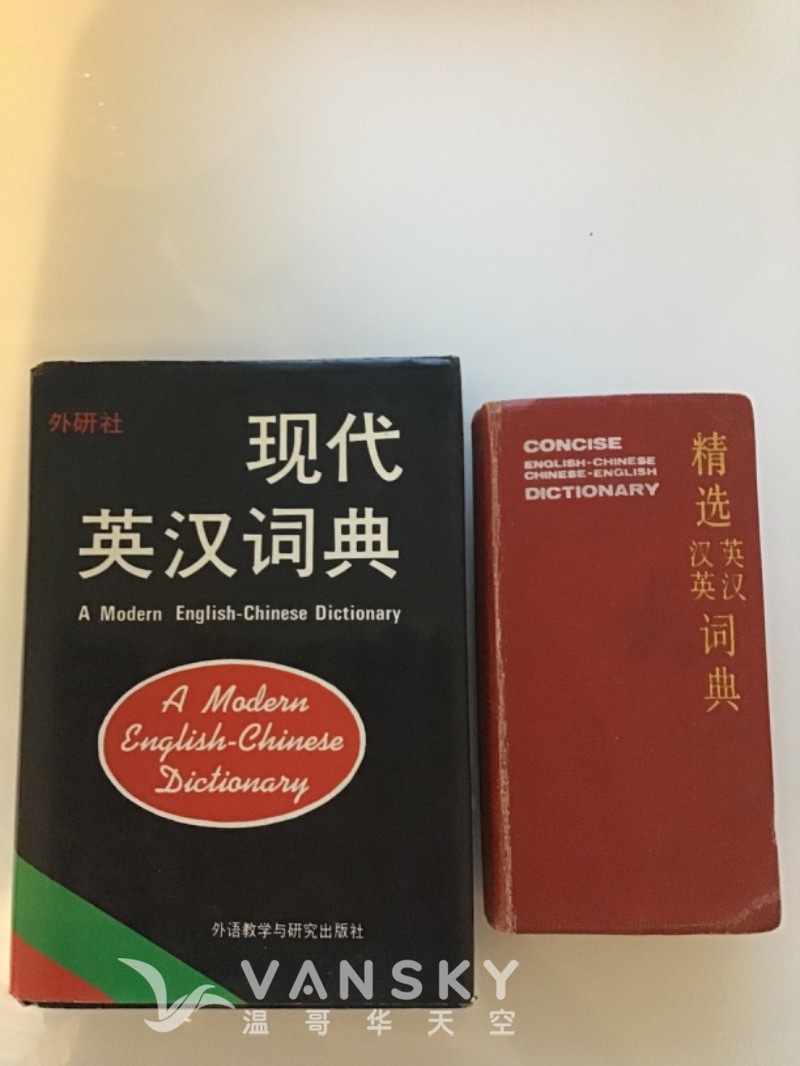 外研社
现代
英汉词典
A Modern English-Chinese Dictionary
A Modern
English-Chinese
Dictionary
外语教学与研究出版社
CONCISE
ENGLISH-CHINESE
CHINESE-ENGLISH
DICTIONARY
精选
英汉
汉英
词典
VANSKY
温哥华天空